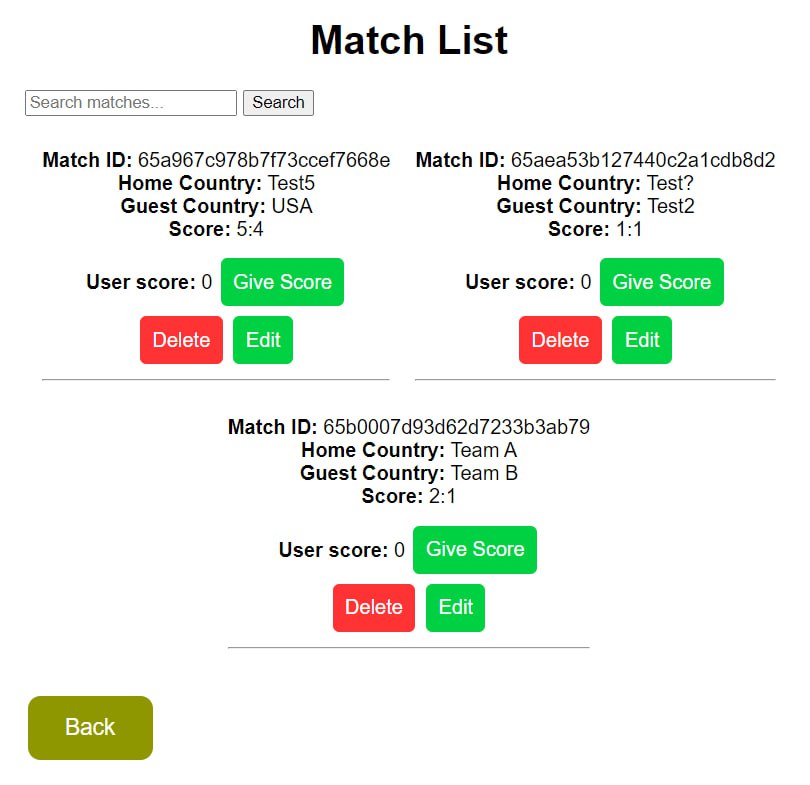 Match List
Search matches... Search
Match ID: 65a967c978b7f73ccef7668e
Home Country: Test5
Guest Country: USA
Score: 5:4
User score: 0 Give Score
Delete Edit
Match ID: 65aea53b127440c2a1cdb8d2
Home Country: Test?
Guest Country: Test2
Score: 1:1
User score: 0 Give Score
Delete Edit
Match ID: 65b0007d93d62d7233b3ab79
Home Country: Team A
Guest Country: Team B
Score: 2:1
User score: 0 Give Score
Delete Edit
Back